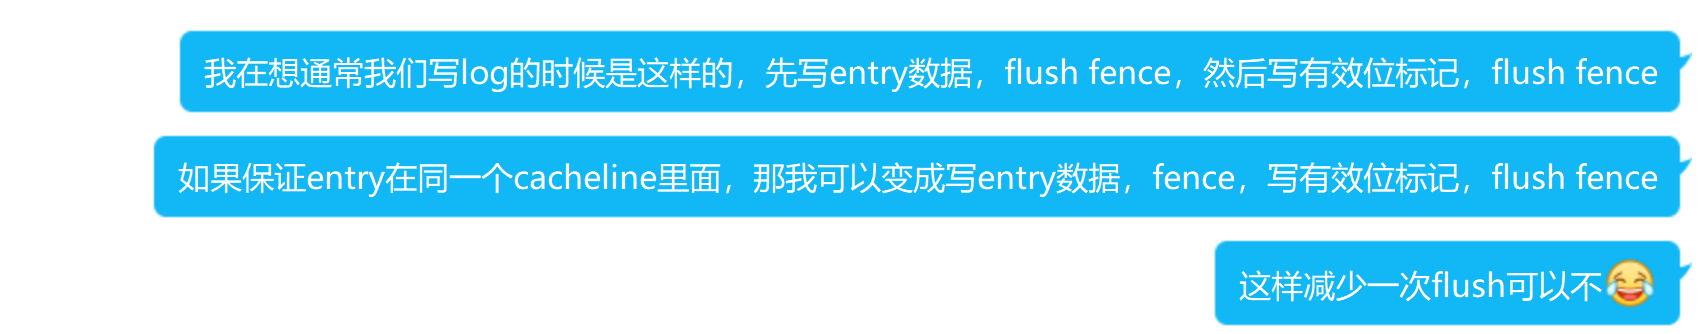 我在想通常我们写log的时候是这样的，先写entry数据，flush fence，然后写有效位标记，flush fence
如果保证entry在同一个cacheline里面，那我可以变成写entry数据，fence，写有效位标记，flush fence
这样减少一次flush可以不😂